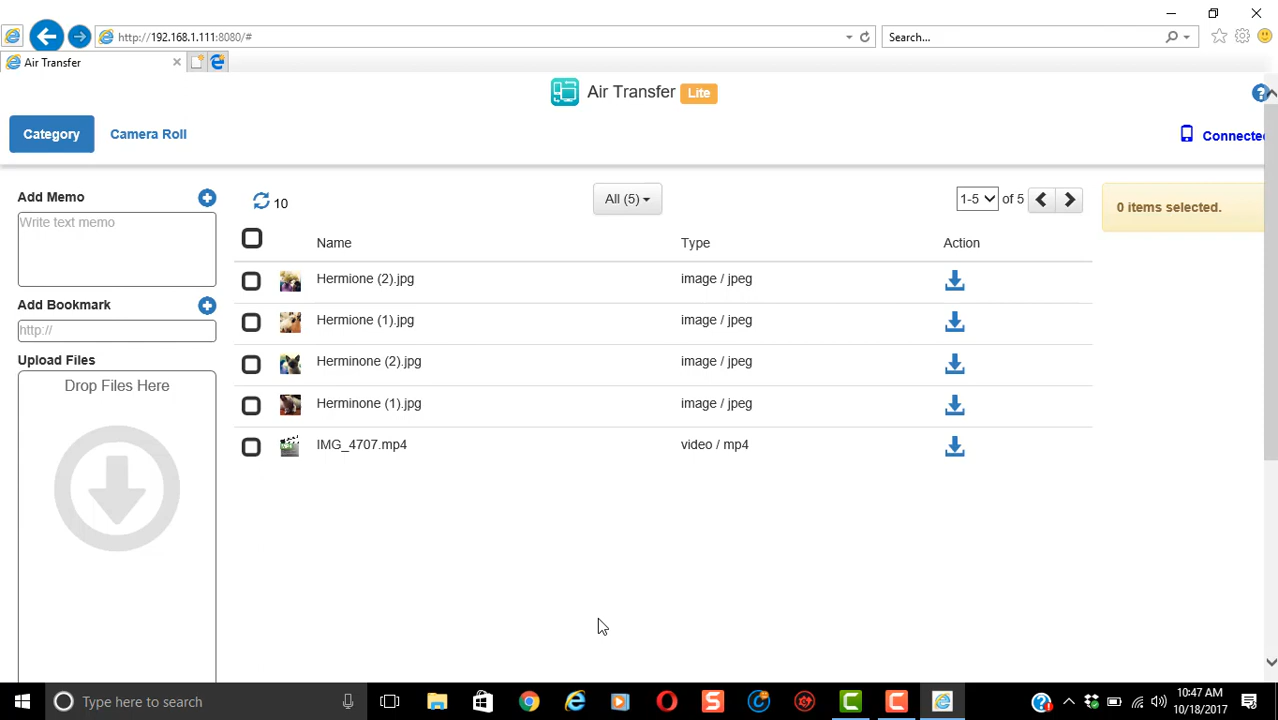 http://192.168.1.111:8080/#
Search...
Air Transfer
Air Transfer Lite
Category
Camera Roll
Connected
Add Memo
Write text memo
Add Bookmark
http://
Upload Files
Drop Files Here
10
All (5)
1-5 of 5
0 items selected.
Name Type Action
Hermione (2).jpg image / jpeg
Hermione (1).jpg image / jpeg
Herminone (2).jpg image / jpeg
Herminone (1).jpg image / jpeg
IMG_4707.mp4 video / mp4
Type here to search
10:47 AM
10/18/2017